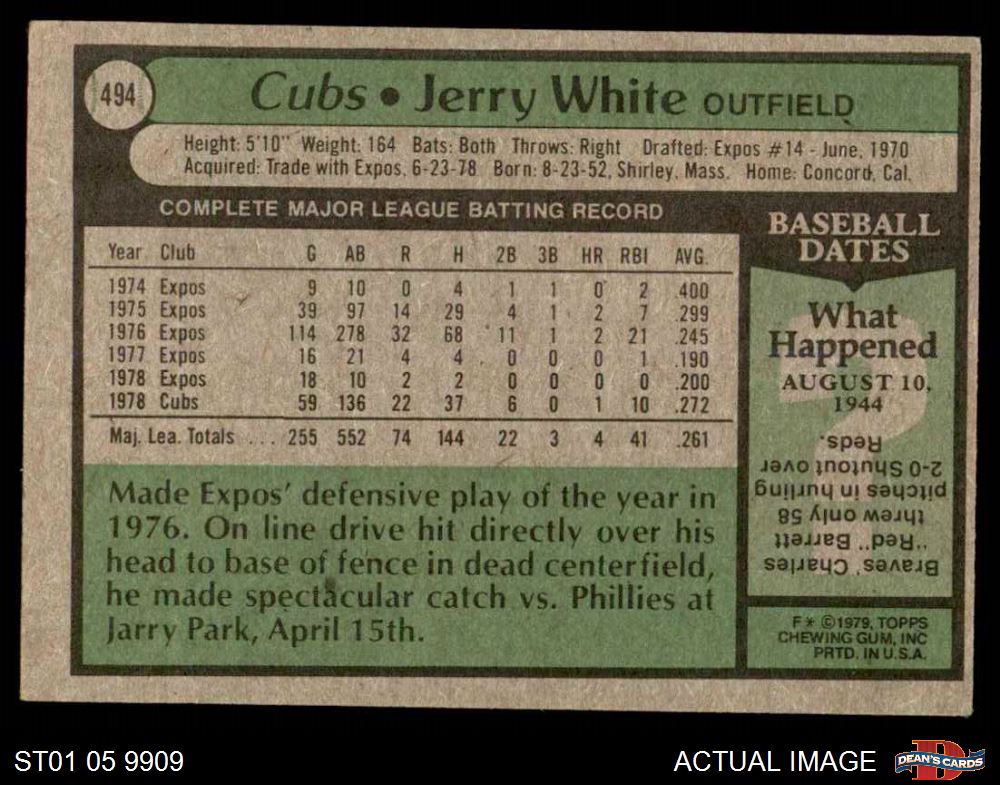 494
Cubs • Jerry White OUTFIELD
Height: 5'10" Weight: 164 Bats: Both Throws: Right Drafted: Expos #14 - June, 1970
Acquired: Trade with Expos, 6-23-78 Born: 8-23-52, Shirley, Mass. Home: Concord, Cal.
COMPLETE MAJOR LEAGUE BATTING RECORD
Year Club G AB R H 2B 3B HR RBI AVG.
1974 Expos 9 10 0 4 1 1 0 2 .400
1975 Expos 39 97 14 29 4 1 2 7 .299
1976 Expos 114 278 32 68 11 1 2 21 .245
1977 Expos 16 21 4 4 0 0 0 1 .190
1978 Expos 18 10 2 2 0 0 0 0 .200
1978 Cubs 59 136 22 37 6 0 1 10 .272
Maj. Lea. Totals ... 255 552 74 144 22 3 4 41 .261
Made Expos' defensive play of the year in
1976. On line drive hit directly over his
head to base of fence in dead centerfield,
he made spectacular catch vs. Phillies at
Jarry Park, April 15th.
BASEBALL
DATES
What
Happened
AUGUST 10,
1944
Braves' Charles
"Red" Barrett
threw only 58
pitches in hurling
2-0 Shutout over
Reds.
F* ©1979, TOPPS
CHEWING GUM, INC
PRTD. IN U.S.A.
ST01 05 9909
ACTUAL IMAGE
DEAN'S CARDS